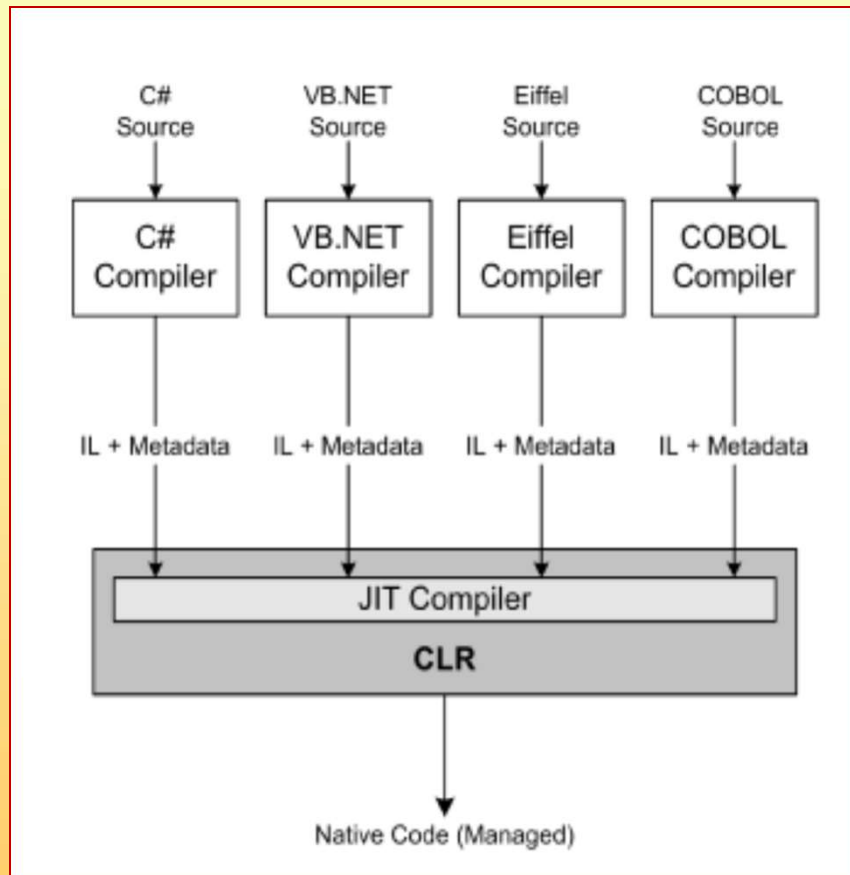 C#
Source
VB.NET
Source
Eiffel
Source
COBOL
Source
C#
Compiler
VB.NET
Compiler
Eiffel
Compiler
COBOL
Compiler
IL + Metadata
IL + Metadata
IL + Metadata
IL + Metadata
JIT Compiler
CLR
Native Code (Managed)